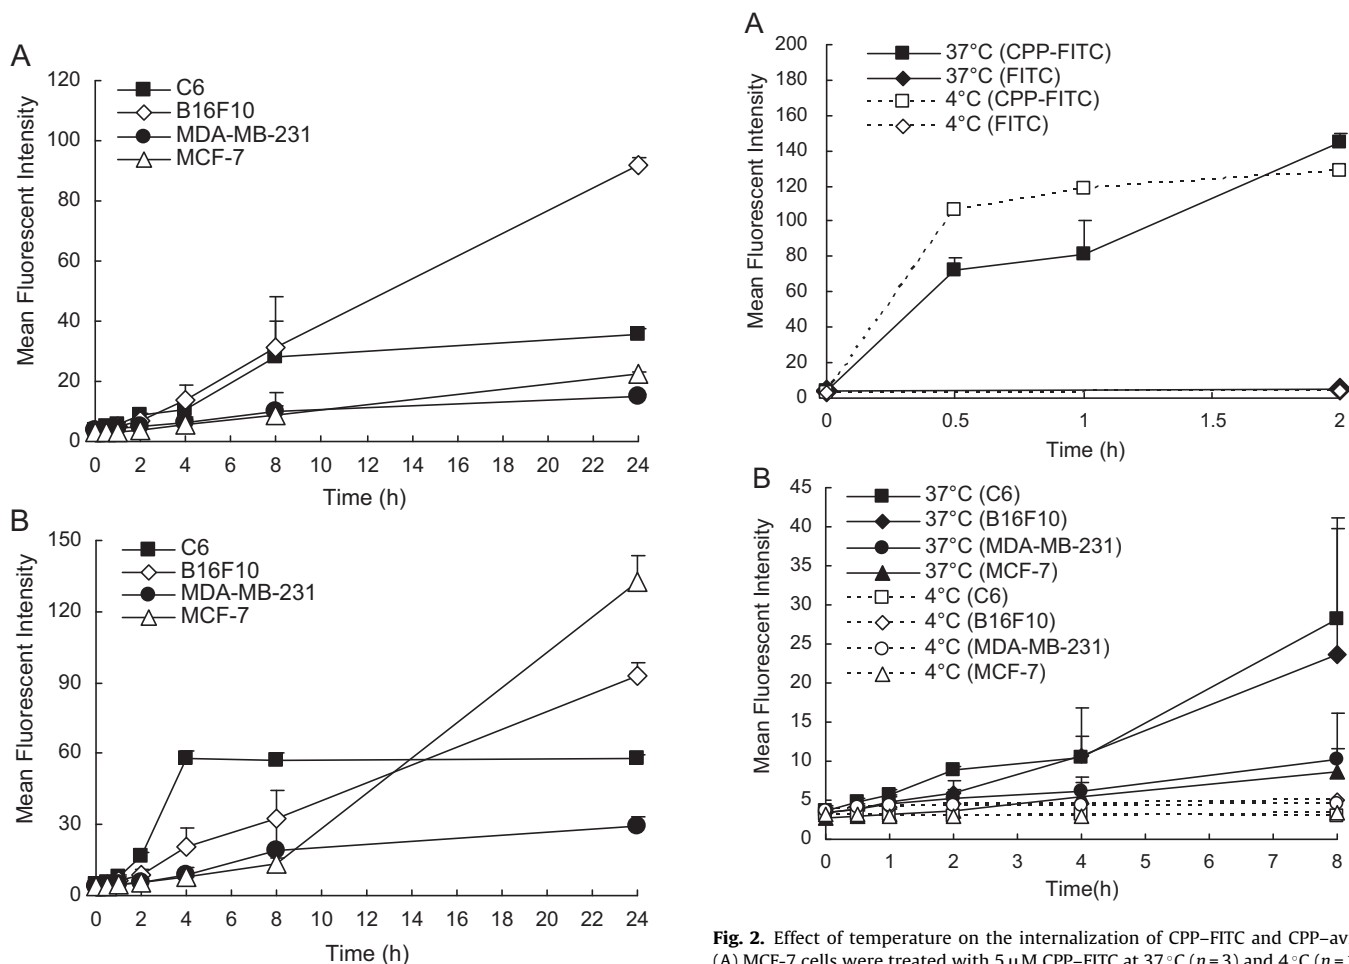 A
120
100
80
60
40
20
0
Mean Fluorescent Intensity
C6
B16F10
MDA-MB-231
MCF-7
0 2 4 6 8 10 12 14 16 18 20 22 24
Time (h)
B
150
120
90
60
30
0
Mean Fluorescent Intensity
C6
B16F10
MDA-MB-231
MCF-7
0 2 4 6 8 10 12 14 16 18 20 22 24
Time (h)
A
200
180
160
140
120
100
80
60
40
20
0
Mean Fluorescent Intensity
37°C (CPP-FITC)
37°C (FITC)
4°C (CPP-FITC)
4°C (FITC)
0 0.5 1 1.5 2
Time (h)
B
45
40
35
30
25
20
15
10
5
0
Mean Fluorescent Intensity
37°C (C6)
37°C (B16F10)
37°C (MDA-MB-231)
37°C (MCF-7)
4°C (C6)
4°C (B16F10)
4°C (MDA-MB-231)
4°C (MCF-7)
0 1 2 3 4 5 6 7 8
Time(h)
Fig. 2. Effect of temperature on the internalization of CPP–FITC and CPP–av
(A) MCF-7 cells were treated with 5 μM CPP–FITC at 37 °C (n = 3) and 4 °C (n =